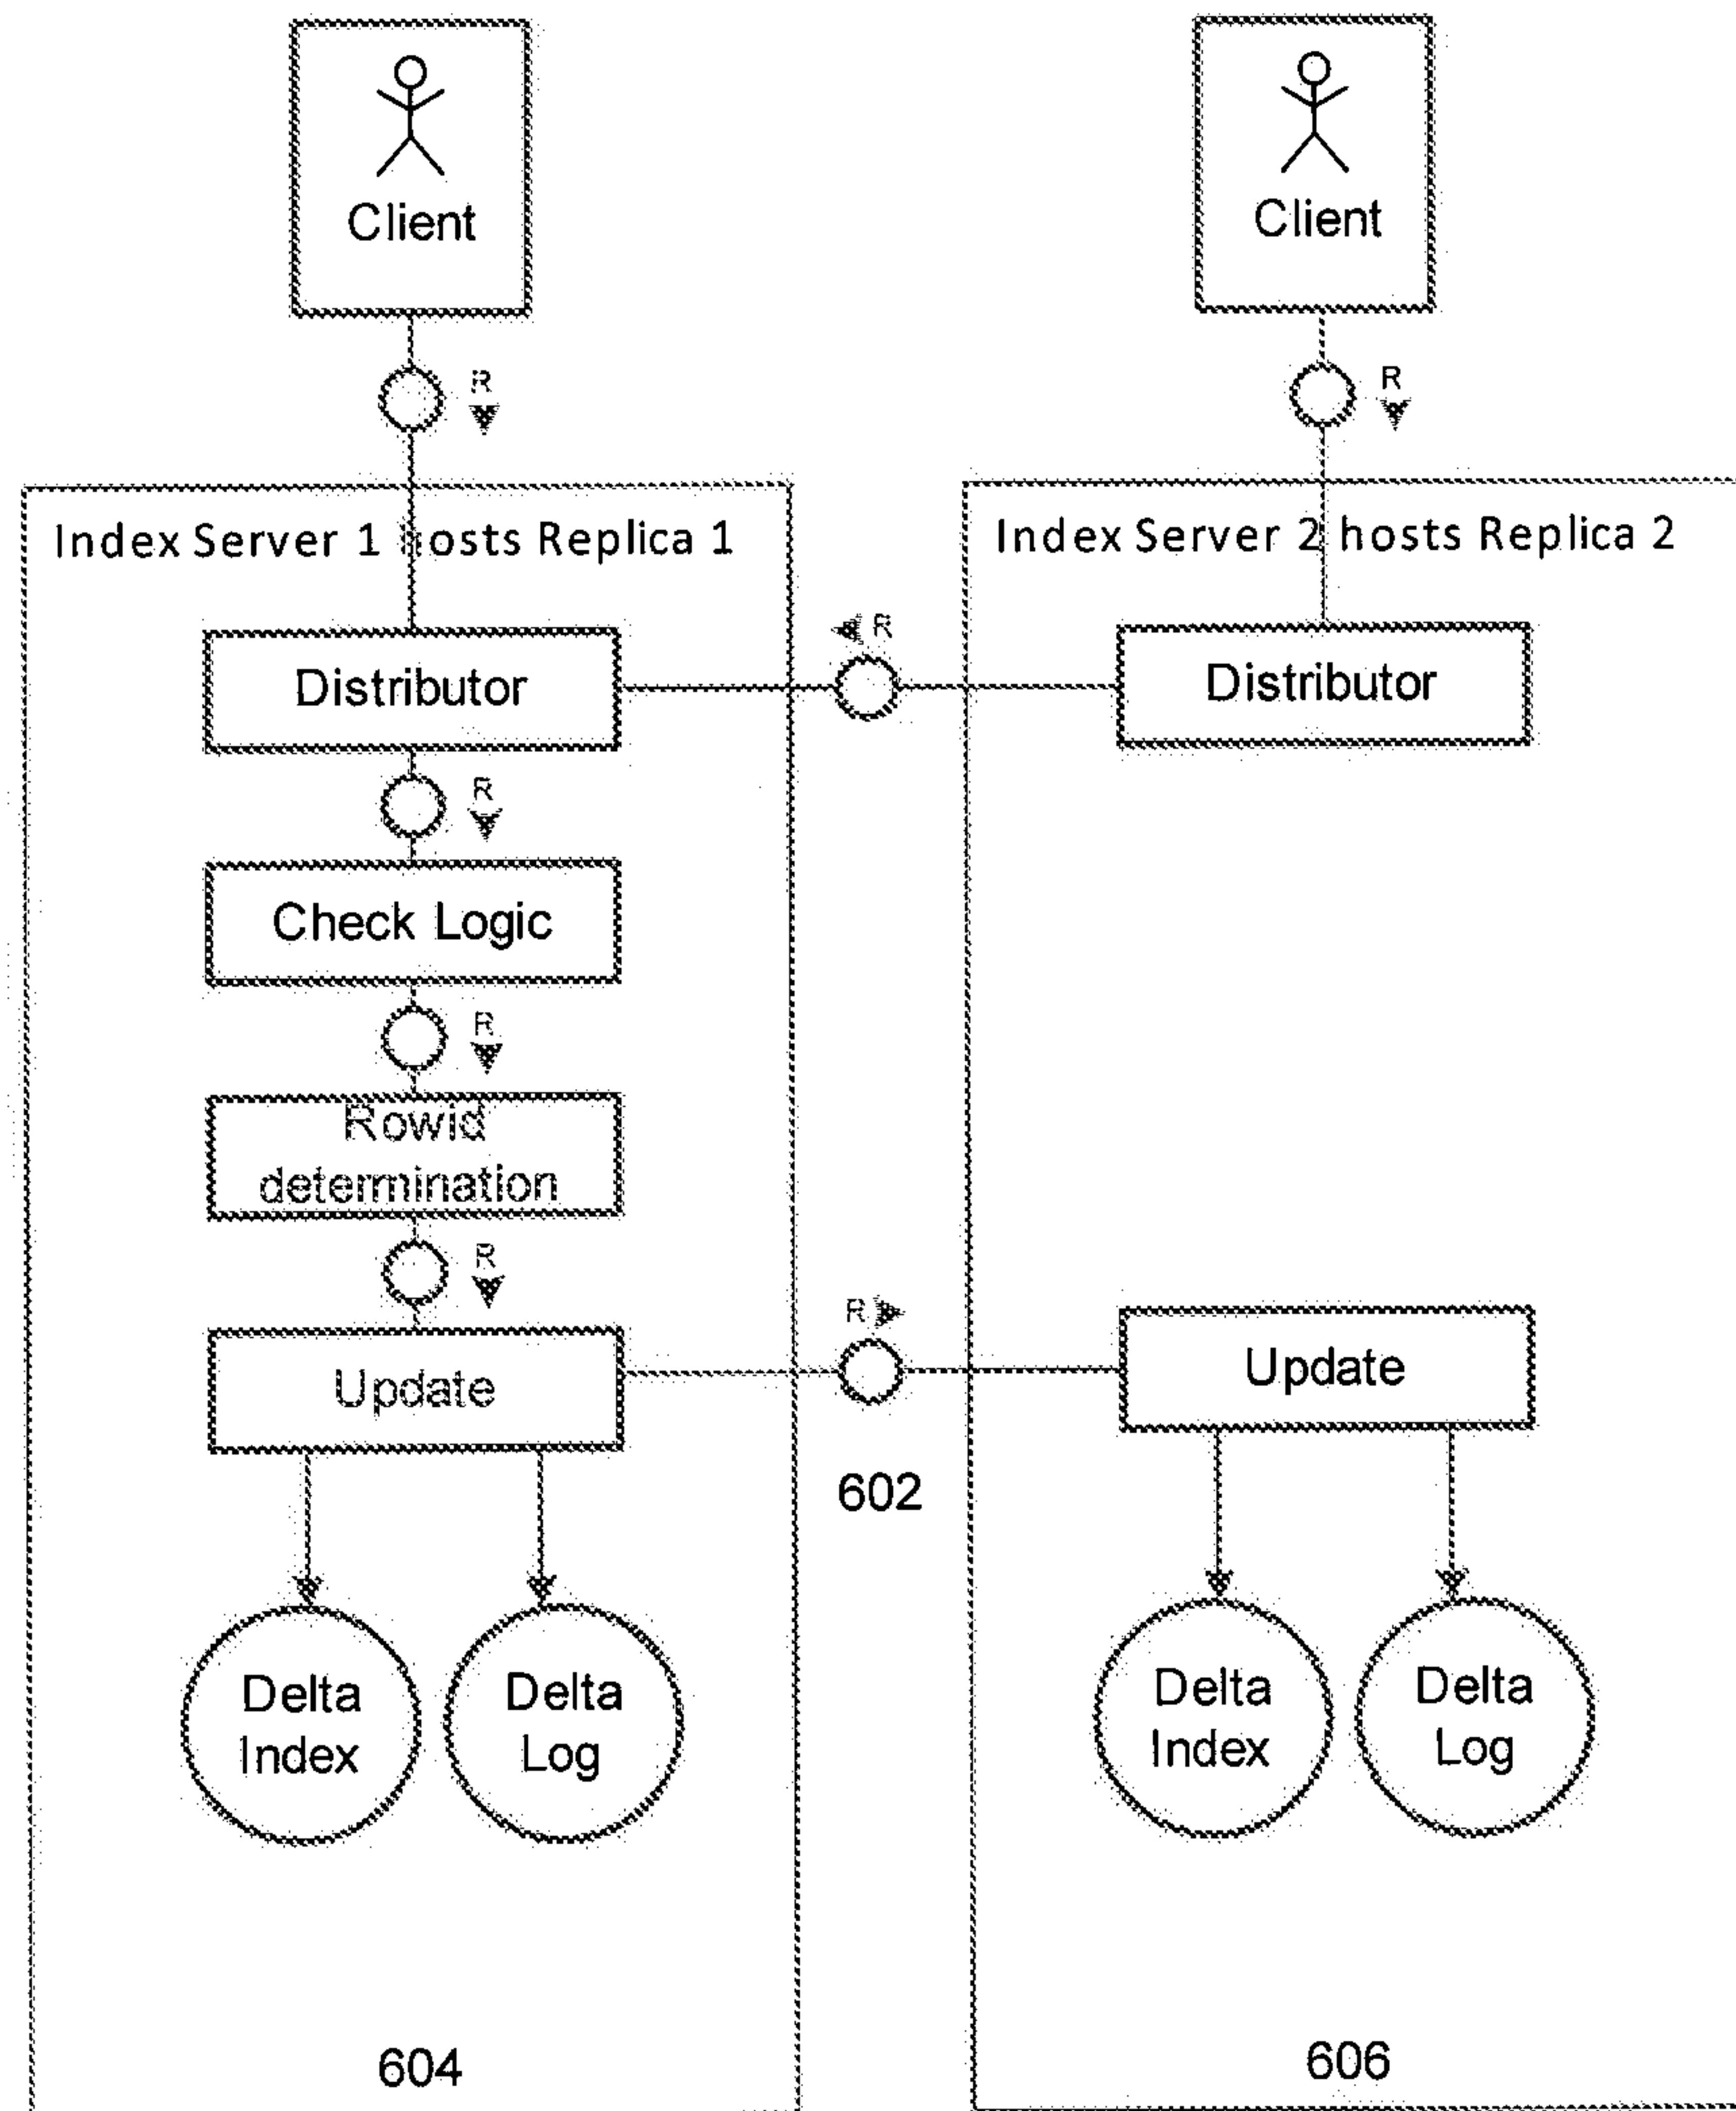 Client
Client
R
R
Index Server 1 hosts Replica 1
Index Server 2 hosts Replica 2
R
Distributor
Distributor
R
Check Logic
R
Rowid
determination
R
R
Update
Update
602
Delta
Index
Delta
Log
Delta
Index
Delta
Log
604
606